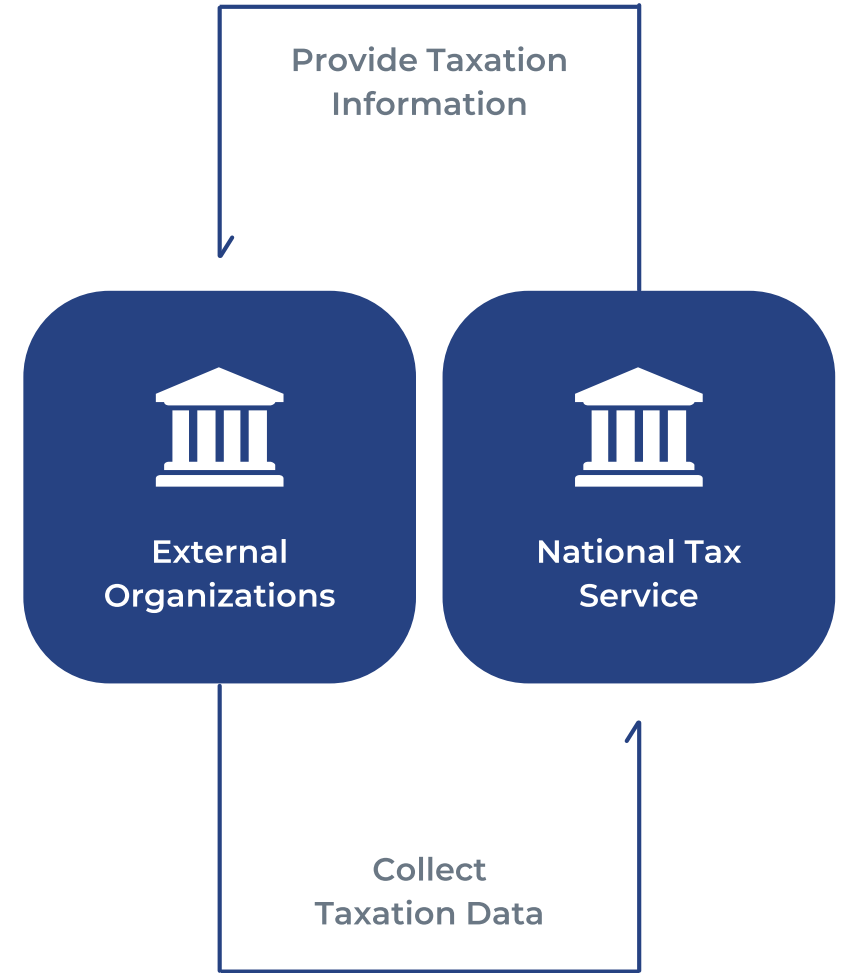 Provide Taxation
Information
External
Organizations
National Tax
Service
Collect
Taxation Data